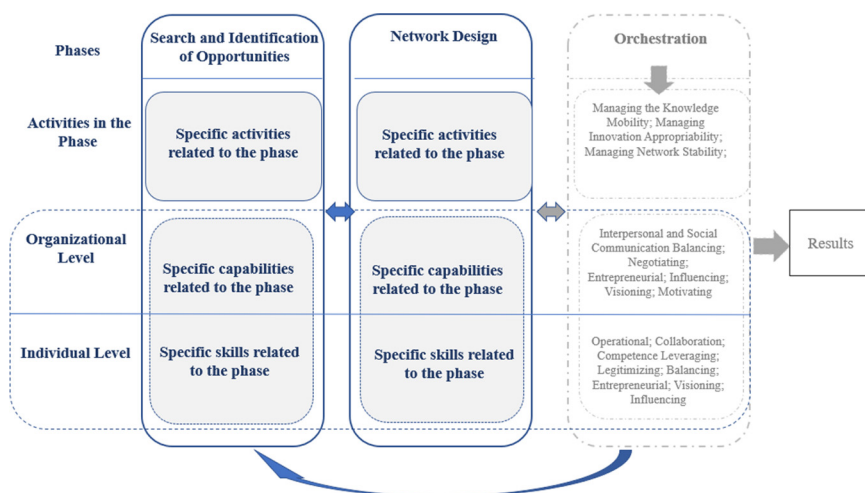 Phases
Search and Identification
of Opportunities
Network Design
Orchestration
Activities in the
Phase
Specific activities
related to the phase
Specific activities
related to the phase
Managing the Knowledge
Mobility; Managing
Innovation Appropriability;
Managing Network Stability;
Organizational
Level
Specific capabilities
related to the phase
Specific capabilities
related to the phase
Interpersonal and Social
Communication Balancing;
Negotiating;
Entrepreneurial; Influencing;
Visioning; Motivating
Results
Individual Level
Specific skills related
to the phase
Specific skills related
to the phase
Operational; Collaboration;
Competence Leveraging;
Legitimizing; Balancing;
Entrepreneurial; Visioning;
Influencing